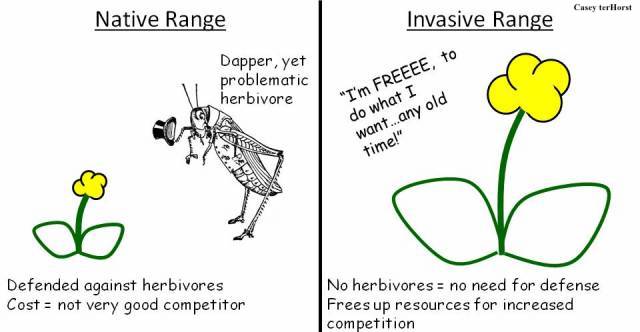 Casey terHorst
Native Range
Invasive Range
Dapper, yet
problematic
herbivore
"I'm FREEEE, to
do what I
want...any old
time!"
Defended against herbivores
Cost = not very good competitor
No herbivores = no need for defense
Frees up resources for increased
competition